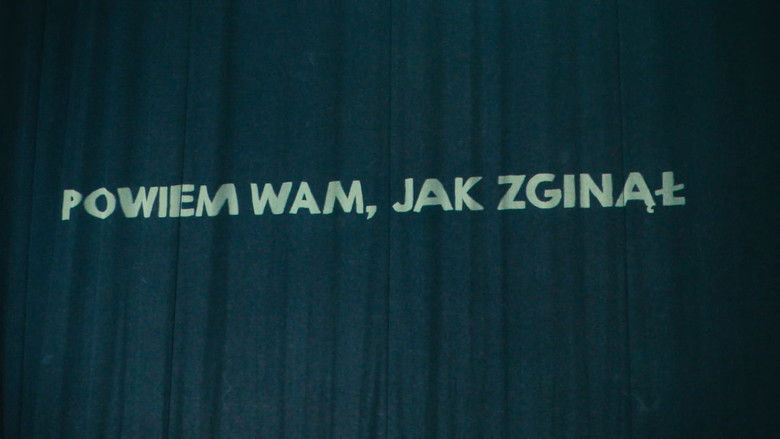 POWIEM WAM, JAK ZGINĄŁ